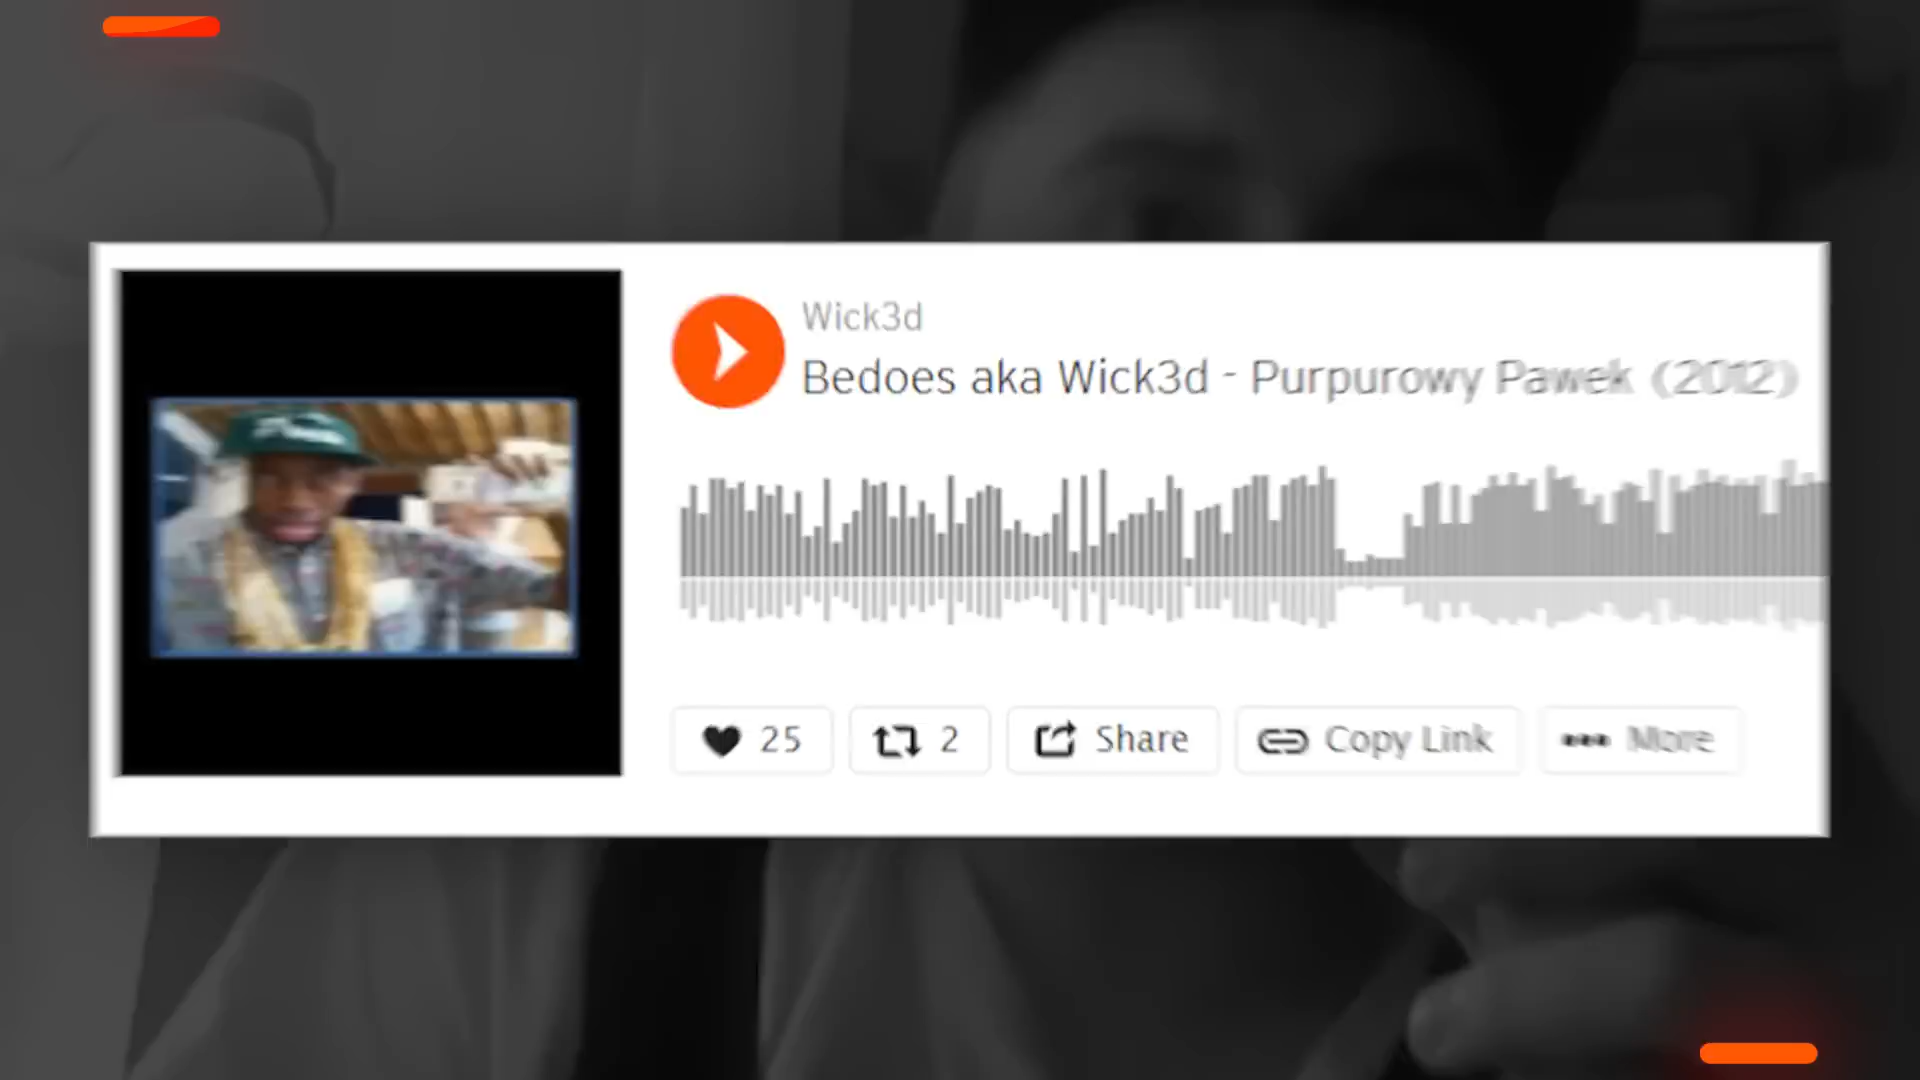 Wick3d
Bedoes aka Wick3d - Purpurowy Pawek (2012)
25
2
Share
Copy Link
More